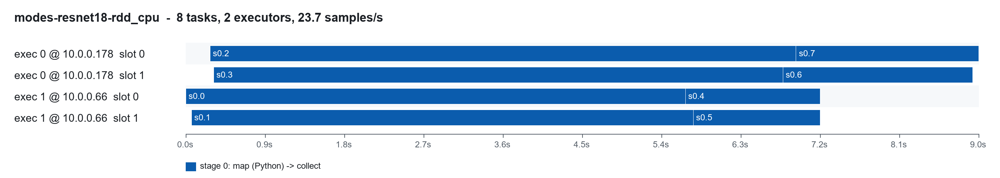 modes-resnet18-rdd_cpu - 8 tasks, 2 executors, 23.7 samples/s
exec 0 @ 10.0.0.178 slot 0
s0.2
s0.7
exec 0 @ 10.0.0.178 slot 1
s0.3
s0.6
exec 1 @ 10.0.0.66 slot 0
s0.0
s0.4
exec 1 @ 10.0.0.66 slot 1
s0.1
s0.5
0.0s 0.9s 1.8s 2.7s 3.6s 4.5s 5.4s 6.3s 7.2s 8.1s 9.0s
stage 0: map (Python) -> collect